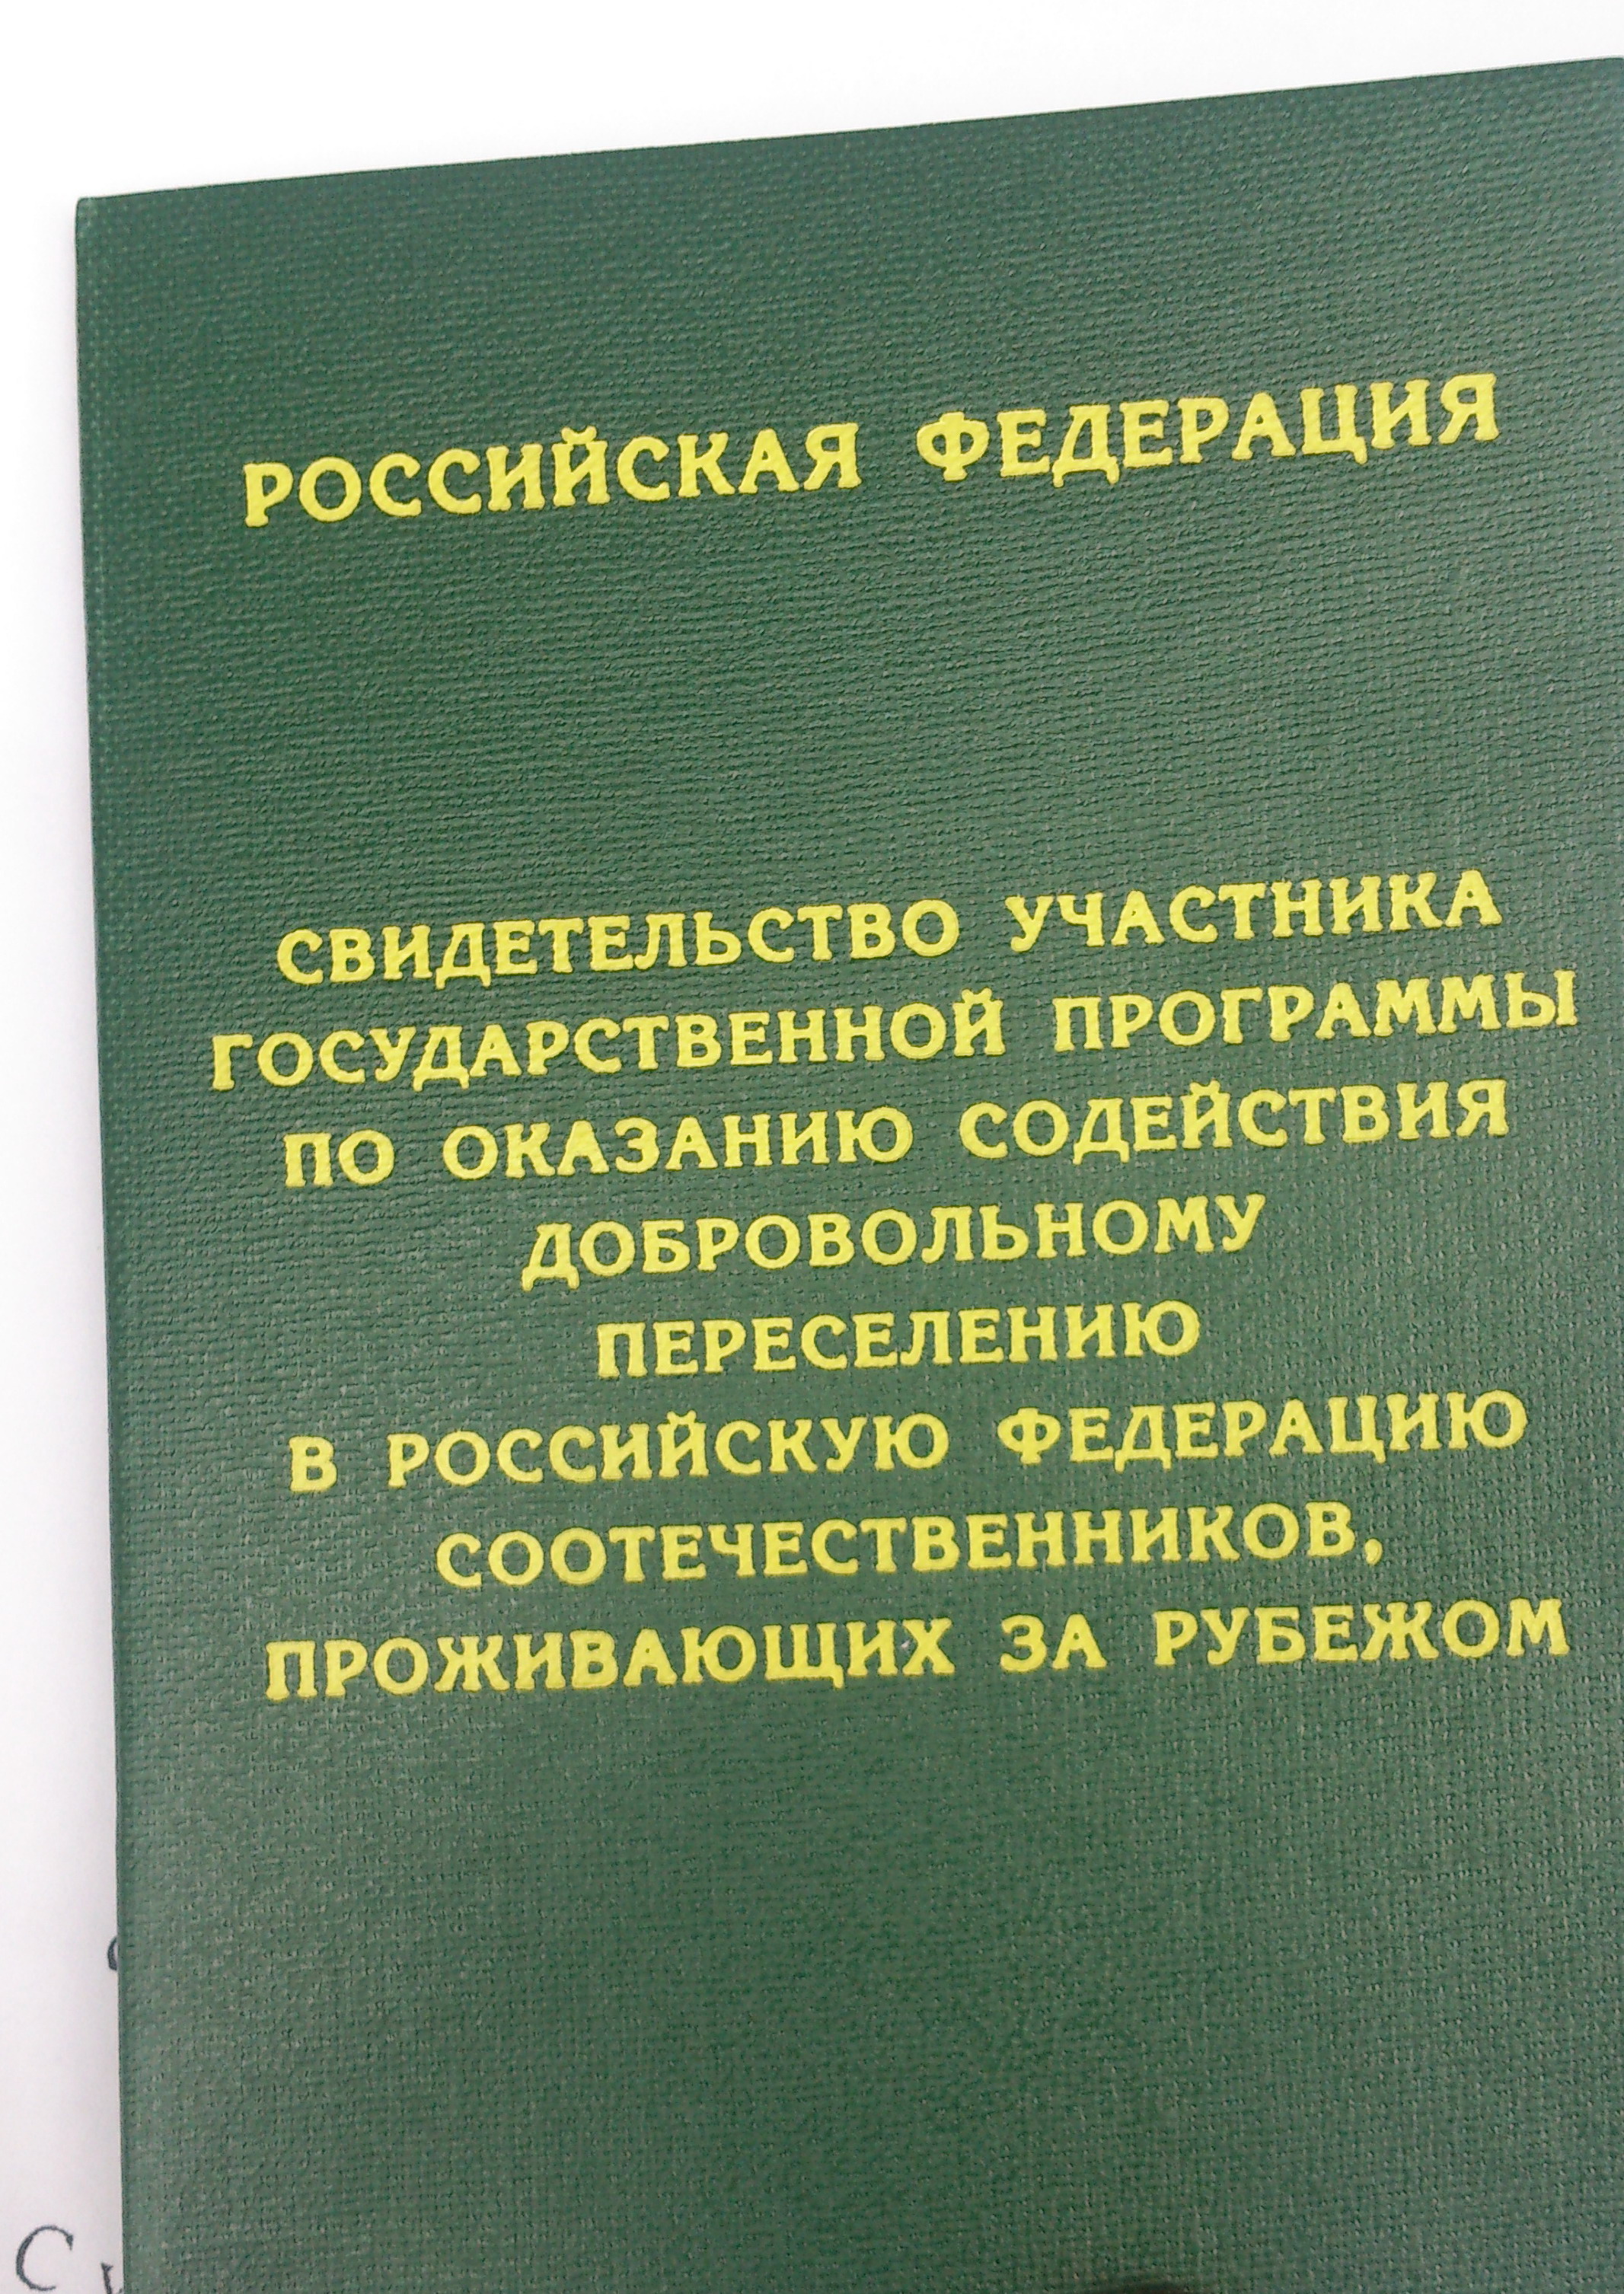 РОССИЙСКАЯ ФЕДЕРАЦИЯ
СВИДЕТЕЛЬСТВО УЧАСТНИКА
ГОСУДАРСТВЕННОЙ ПРОГРАММЫ
ПО ОКАЗАНИЮ СОДЕЙСТВИЯ
ДОБРОВОЛЬНОМУ
ПЕРЕСЕЛЕНИЮ
В РОССИЙСКУЮ ФЕДЕРАЦИЮ
СООТЕЧЕСТВЕННИКОВ,
ПРОЖИВАЮЩИХ ЗА РУБЕЖОМ